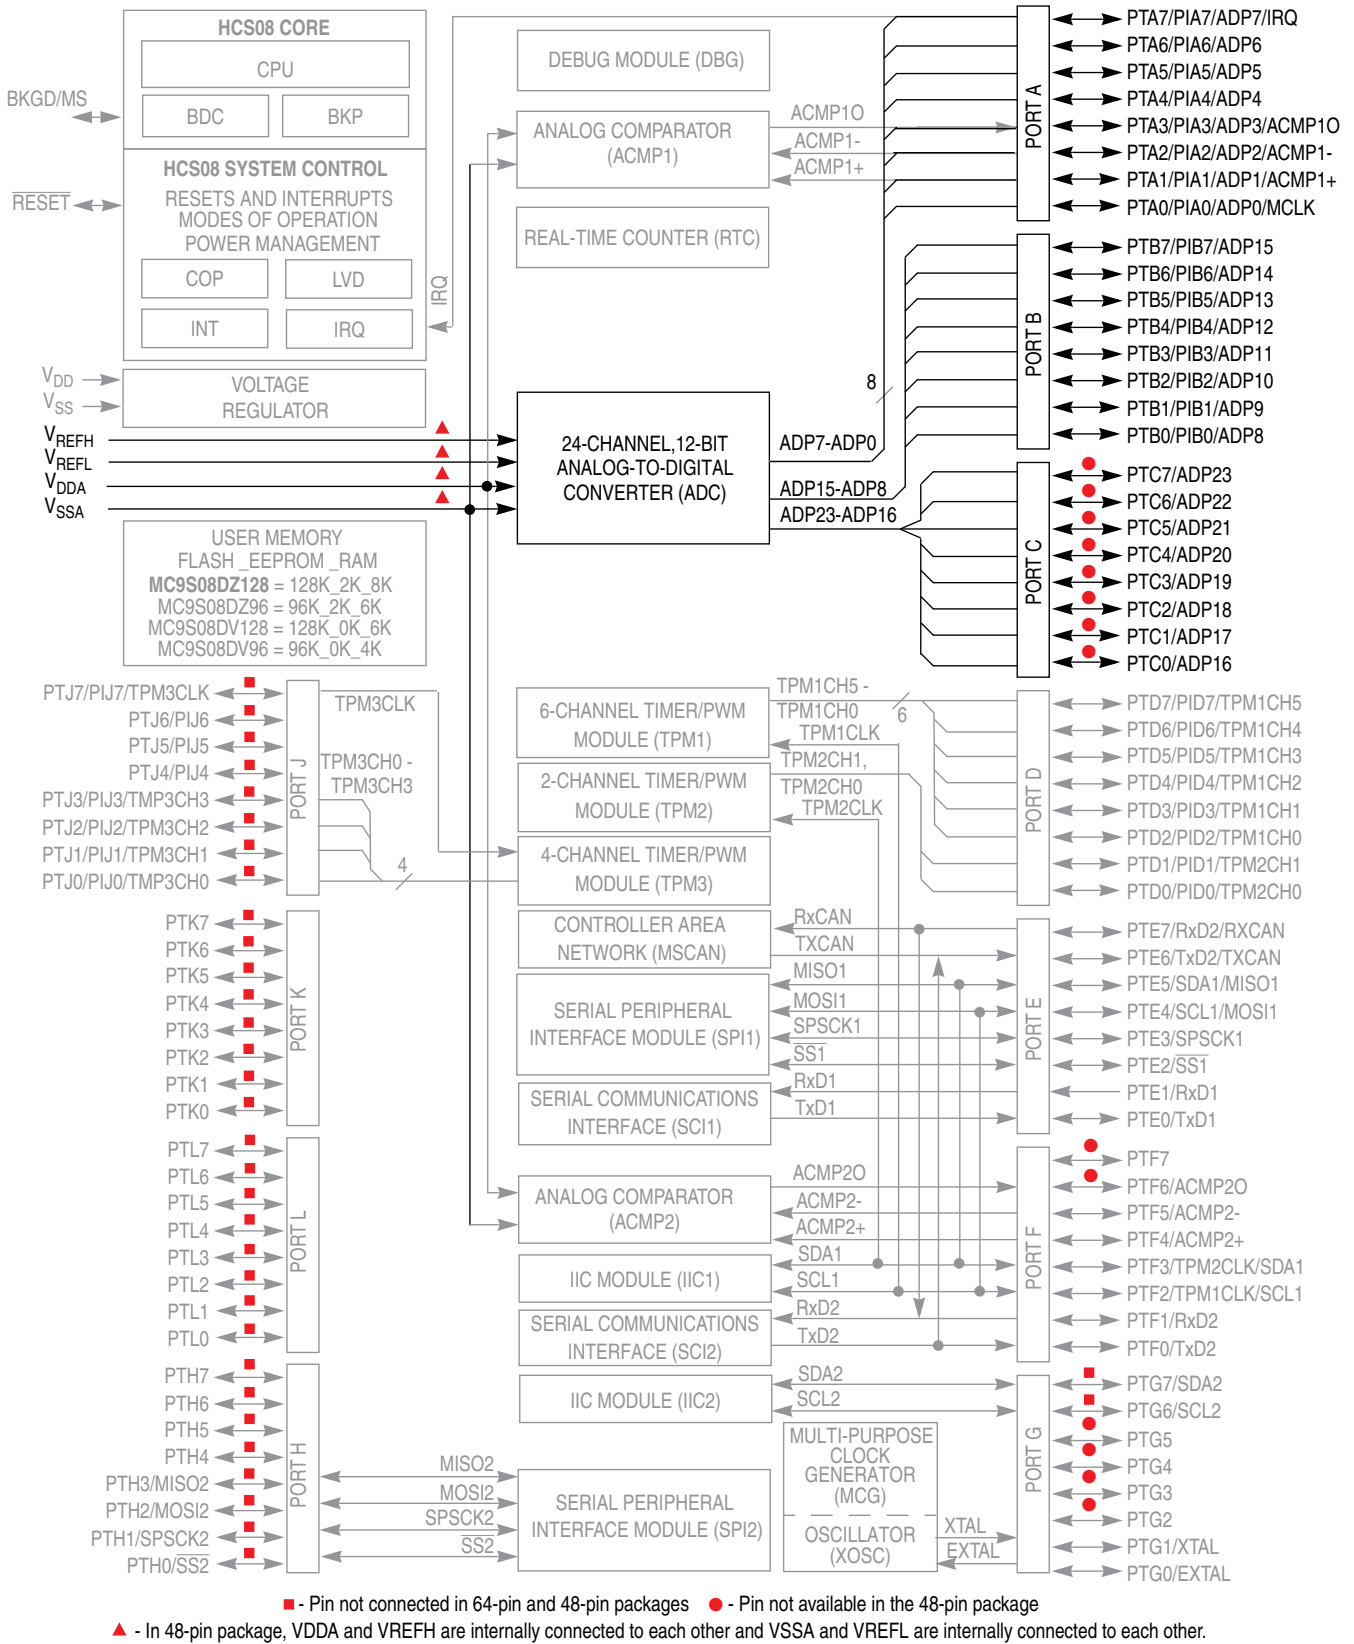 HCS08 CORE
CPU
BDC
BKP
BKGD/MS
HCS08 SYSTEM CONTROL
RESETS AND INTERRUPTS
MODES OF OPERATION
POWER MANAGEMENT
RESET
COP
LVD
INT
IRQ
IRQ
VDD
VSS
VOLTAGE
REGULATOR
VREFH
VREFL
VDDA
VSSA
USER MEMORY
FLASH _EEPROM _RAM
MC9S08DZ128 = 128K_2K_8K
MC9S08DZ96 = 96K_2K_6K
MC9S08DV128 = 128K_0K_6K
MC9S08DV96 = 96K_0K_4K
DEBUG MODULE (DBG)
ANALOG COMPARATOR
(ACMP1)
ACMP1O
ACMP1-
ACMP1+
REAL-TIME COUNTER (RTC)
24-CHANNEL,12-BIT
ANALOG-TO-DIGITAL
CONVERTER (ADC)
8
ADP7-ADP0
ADP15-ADP8
ADP23-ADP16
PORT A
PTA7/PIA7/ADP7/IRQ
PTA6/PIA6/ADP6
PTA5/PIA5/ADP5
PTA4/PIA4/ADP4
PTA3/PIA3/ADP3/ACMP1O
PTA2/PIA2/ADP2/ACMP1-
PTA1/PIA1/ADP1/ACMP1+
PTA0/PIA0/ADP0/MCLK
PORT B
PTB7/PIB7/ADP15
PTB6/PIB6/ADP14
PTB5/PIB5/ADP13
PTB4/PIB4/ADP12
PTB3/PIB3/ADP11
PTB2/PIB2/ADP10
PTB1/PIB1/ADP9
PTB0/PIB0/ADP8
PORT C
PTC7/ADP23
PTC6/ADP22
PTC5/ADP21
PTC4/ADP20
PTC3/ADP19
PTC2/ADP18
PTC1/ADP17
PTC0/ADP16
PTJ7/PIJ7/TPM3CLK
PTJ6/PIJ6
PTJ5/PIJ5
PTJ4/PIJ4
PTJ3/PIJ3/TMP3CH3
PTJ2/PIJ2/TPM3CH2
PTJ1/PIJ1/TPM3CH1
PTJ0/PIJ0/TMP3CH0
PORT J
TPM3CLK
TPM3CH0 -
TPM3CH3
4
6-CHANNEL TIMER/PWM
MODULE (TPM1)
TPM1CH5 -
TPM1CH0
6
TPM1CLK
2-CHANNEL TIMER/PWM
MODULE (TPM2)
TPM2CH1,
TPM2CH0
TPM2CLK
4-CHANNEL TIMER/PWM
MODULE (TPM3)
PORT D
PTD7/PID7/TPM1CH5
PTD6/PID6/TPM1CH4
PTD5/PID5/TPM1CH3
PTD4/PID4/TPM1CH2
PTD3/PID3/TPM1CH1
PTD2/PID2/TPM1CH0
PTD1/PID1/TPM2CH1
PTD0/PID0/TPM2CH0
PTK7
PTK6
PTK5
PTK4
PTK3
PTK2
PTK1
PTK0
PORT K
CONTROLLER AREA
NETWORK (MSCAN)
RxCAN
TXCAN
SERIAL PERIPHERAL
INTERFACE MODULE (SPI1)
MISO1
MOSI1
SPSCK1
SS1
SERIAL COMMUNICATIONS
INTERFACE (SCI1)
RxD1
TxD1
PORT E
PTE7/RxD2/RXCAN
PTE6/TxD2/TXCAN
PTE5/SDA1/MISO1
PTE4/SCL1/MOSI1
PTE3/SPSCK1
PTE2/SS1
PTE1/RxD1
PTE0/TxD1
PTL7
PTL6
PTL5
PTL4
PTL3
PTL2
PTL1
PTL0
PORT L
ANALOG COMPARATOR
(ACMP2)
ACMP2O
ACMP2-
ACMP2+
IIC MODULE (IIC1)
SDA1
SCL1
SERIAL COMMUNICATIONS
INTERFACE (SCI2)
RxD2
TxD2
PORT F
PTF7
PTF6/ACMP2O
PTF5/ACMP2-
PTF4/ACMP2+
PTF3/TPM2CLK/SDA1
PTF2/TPM1CLK/SCL1
PTF1/RxD2
PTF0/TxD2
PTH7
PTH6
PTH5
PTH4
PTH3/MISO2
PTH2/MOSI2
PTH1/SPSCK2
PTH0/SS2
PORT H
MISO2
MOSI2
SPSCK2
SS2
IIC MODULE (IIC2)
SDA2
SCL2
SERIAL PERIPHERAL
INTERFACE MODULE (SPI2)
MULTI-PURPOSE
CLOCK
GENERATOR
(MCG)
OSCILLATOR
(XOSC)
XTAL
EXTAL
PORT G
PTG7/SDA2
PTG6/SCL2
PTG5
PTG4
PTG3
PTG2
PTG1/XTAL
PTG0/EXTAL
- Pin not connected in 64-pin and 48-pin packages - Pin not available in the 48-pin package
- In 48-pin package, VDDA and VREFH are internally connected to each other and VSSA and VREFL are internally connected to each other.